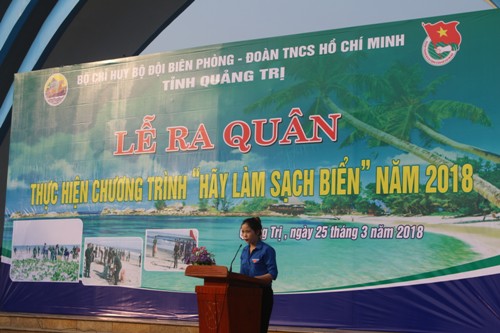 BỘ CHỈ HUY BỘ ĐỘI BIÊN PHÒNG - ĐOÀN TNCS HỒ CHÍ MINH
TỈNH QUẢNG TRỊ
LỄ RA QUÂN
THỰC HIỆN CHƯƠNG TRÌNH "HÃY LÀM SẠCH BIỂN" NĂM 2018
Trị, ngày 25 tháng 3 năm 2018